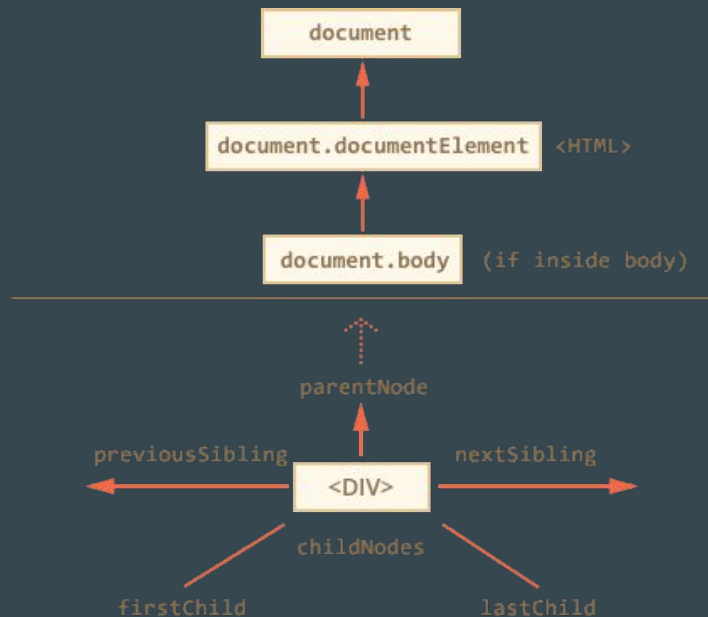 document
document.documentElement <HTML>
document.body (if inside body)
parentNode
previousSibling nextSibling
<DIV>
childNodes
firstChild lastChild